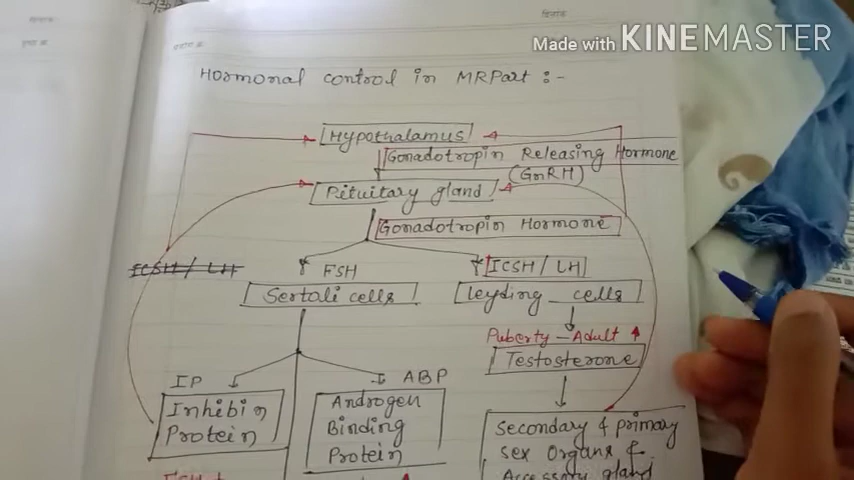 दिनांक
Made with KINEMASTER
Hormonal control in MRPart :-
Hypothalamus
Gonadotropin Releasing Hormone
(GnRH)
Pituitary gland
Gonadotropin Hormone
ICSH / LH
FSH
ICSH / LH
Sertoli cells
leyding cells
Puberty - Adult ↑
Testosterone
IP
ABP
Inhibin
Protein
Androgen
Binding
Protein
Secondary & primary
sex organs &
Accessory gland